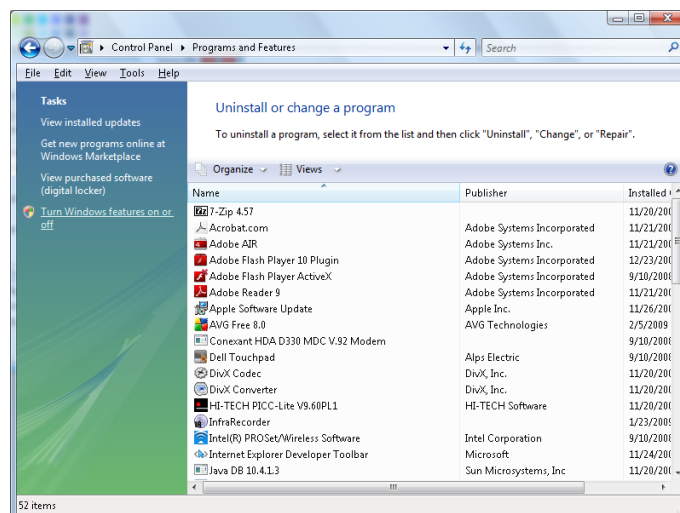 Control Panel Programs and Features Search
File Edit View Tools Help
Tasks
View installed updates
Get new programs online at
Windows Marketplace
View purchased software
(digital locker)
Turn Windows features on or
off
Uninstall or change a program
To uninstall a program, select it from the list and then click "Uninstall", "Change", or "Repair".
Organize Views
Name Publisher Installed
7-Zip 4.57 11/20/200
Acrobat.com Adobe Systems Incorporated 11/21/200
Adobe AIR Adobe Systems Inc. 11/21/200
Adobe Flash Player 10 Plugin Adobe Systems Incorporated 12/23/200
Adobe Flash Player ActiveX Adobe Systems Incorporated 9/10/2008
Adobe Reader 9 Adobe Systems Incorporated 11/21/200
Apple Software Update Apple Inc. 11/26/200
AVG Free 8.0 AVG Technologies 2/5/2009
Conexant HDA D330 MDC V.92 Modem 9/10/2008
Dell Touchpad Alps Electric 9/10/2008
DivX Codec DivX, Inc. 11/20/200
DivX Converter DivX, Inc. 11/20/200
HI-TECH PICC-Lite V9.60PL1 HI-TECH Software 11/20/200
InfraRecorder 1/23/2009
Intel(R) PROSet/Wireless Software Intel Corporation 9/10/2008
Internet Explorer Developer Toolbar Microsoft 11/24/200
Java DB 10.4.1.3 Sun Microsystems, Inc 11/20/200
52 items